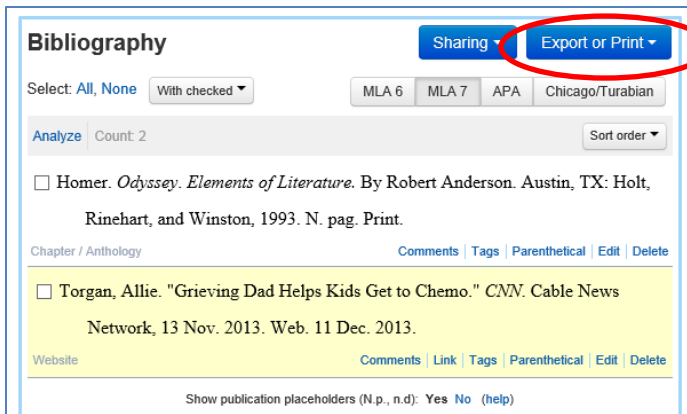 Bibliography Sharing Export or Print
Select: All, None With checked MLA 6 MLA 7 APA Chicago/Turabian
Analyze Count: 2 Sort order
Homer. Odyssey. Elements of Literature. By Robert Anderson. Austin, TX: Holt,
Rinehart, and Winston, 1993. N. pag. Print.
Chapter / Anthology Comments | Tags | Parenthetical | Edit | Delete
Torgan, Allie. "Grieving Dad Helps Kids Get to Chemo." CNN. Cable News
Network, 13 Nov. 2013. Web. 11 Dec. 2013.
Website Comments | Link | Tags | Parenthetical | Edit | Delete
Show publication placeholders (N.p., n.d): Yes No (help)